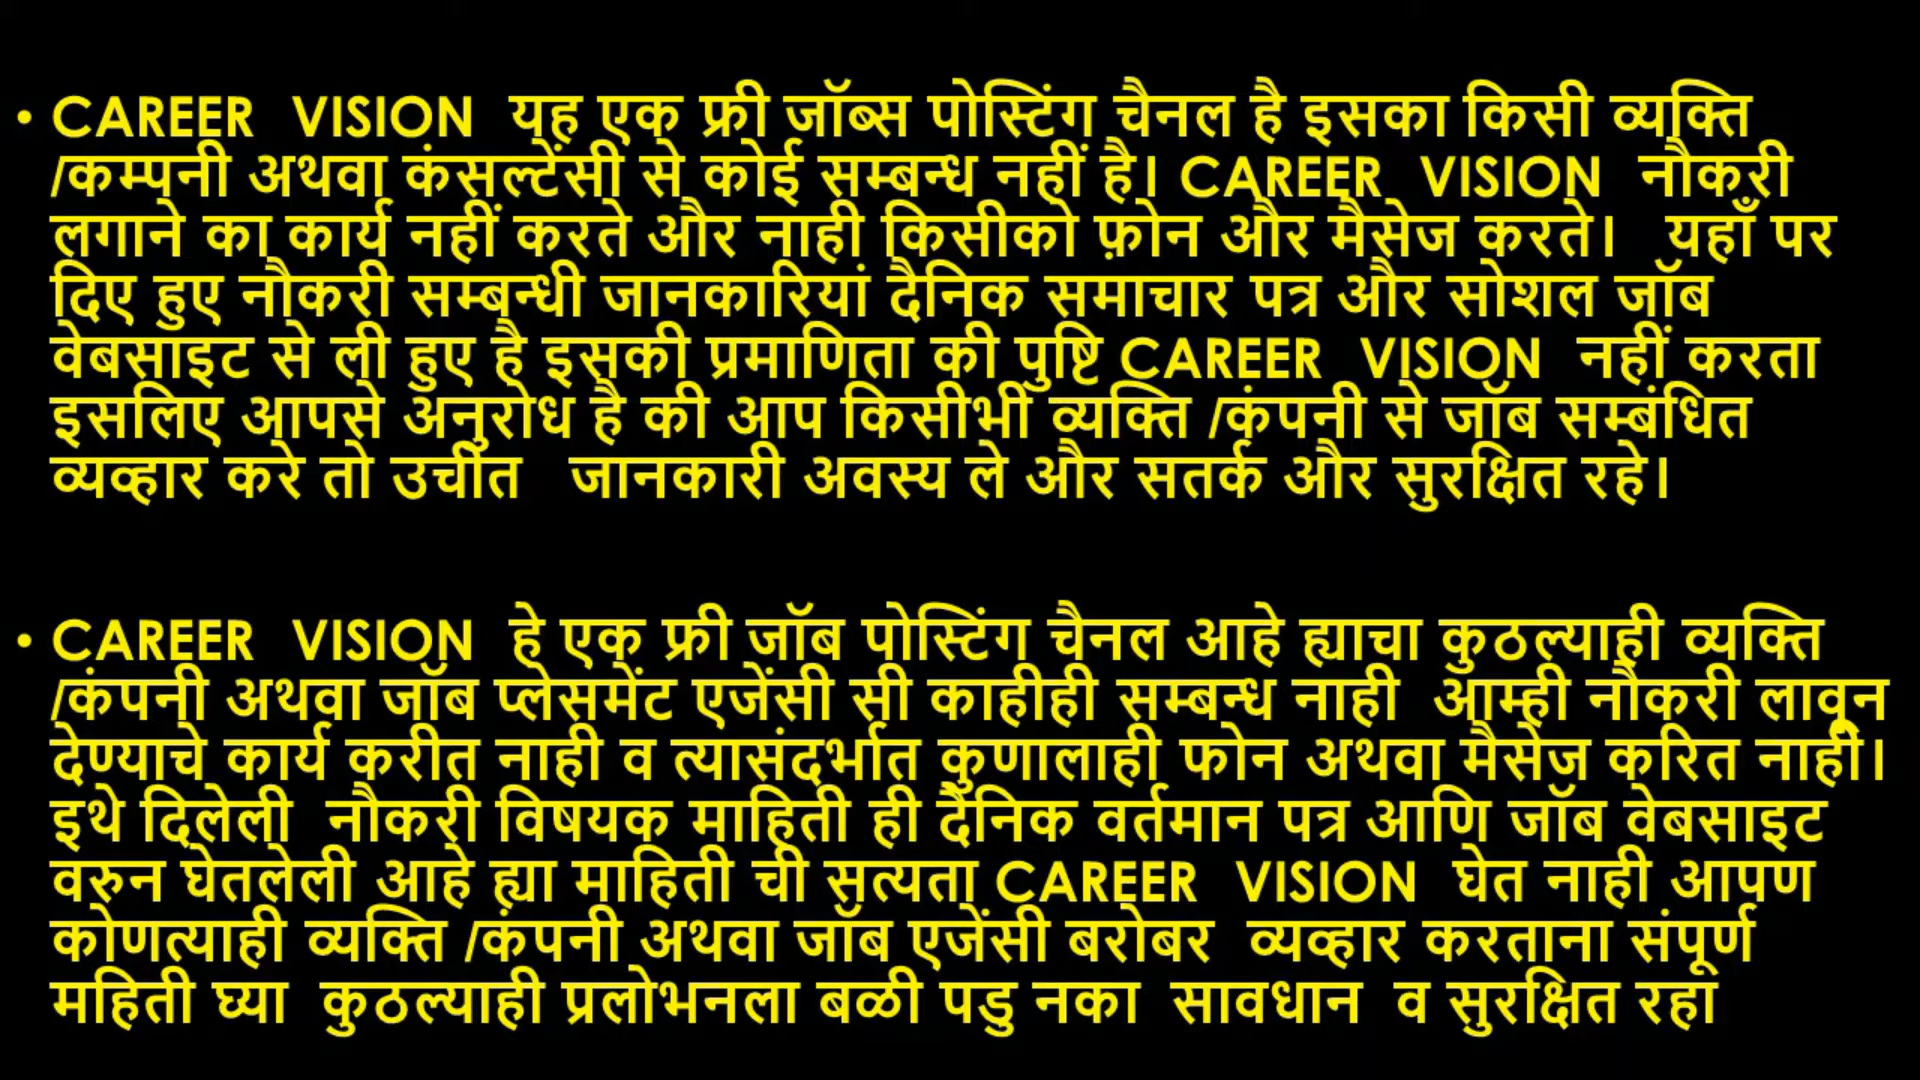 • CAREER VISION यह एक फ्री जॉब्स पोस्टिंग चैनल है इसका किसी व्यक्ति
/कम्पनी अथवा कंसल्टेंसी से कोई सम्बन्ध नहीं है। CAREER VISION नौकरी
लगाने का कार्य नहीं करते और नाही किसीको फ़ोन और मैसेज करते। यहाँ पर
दिए हुए नौकरी सम्बन्धी जानकारियां दैनिक समाचार पत्र और सोशल जॉब
वेबसाइट से ली हुए है इसकी प्रमाणिता की पुष्टि CAREER VISION नहीं करता
इसलिए आपसे अनुरोध है की आप किसीभी व्यक्ति /कंपनी से जॉब सम्बंधित
व्यव्हार करे तो उचीत जानकारी अवस्य ले और सतर्क और सुरक्षित रहे।
• CAREER VISION हे एक फ्री जॉब पोस्टिंग चैनल आहे ह्याचा कुठल्याही व्यक्ति
/कंपनी अथवा जॉब प्लेसमेंट एजेंसी सी काहीही सम्बन्ध नाही आम्ही नौकरी लावून
देण्याचे कार्य करीत नाही व त्यासंदर्भात कुणालाही फोन अथवा मैसेज करित नाही।
इथे दिलेली नौकरी विषयक माहिती ही दैनिक वर्तमान पत्र आणि जॉब वेबसाइट
वरुन घेतलेली आहे ह्या माहिती ची सत्यता CAREER VISION घेत नाही आपण
कोणत्याही व्यक्ति /कंपनी अथवा जॉब एजेंसी बरोबर व्यव्हार करताना संपूर्ण
महिती घ्या कुठल्याही प्रलोभनला बळी पडु नका सावधान व सुरक्षित रहा